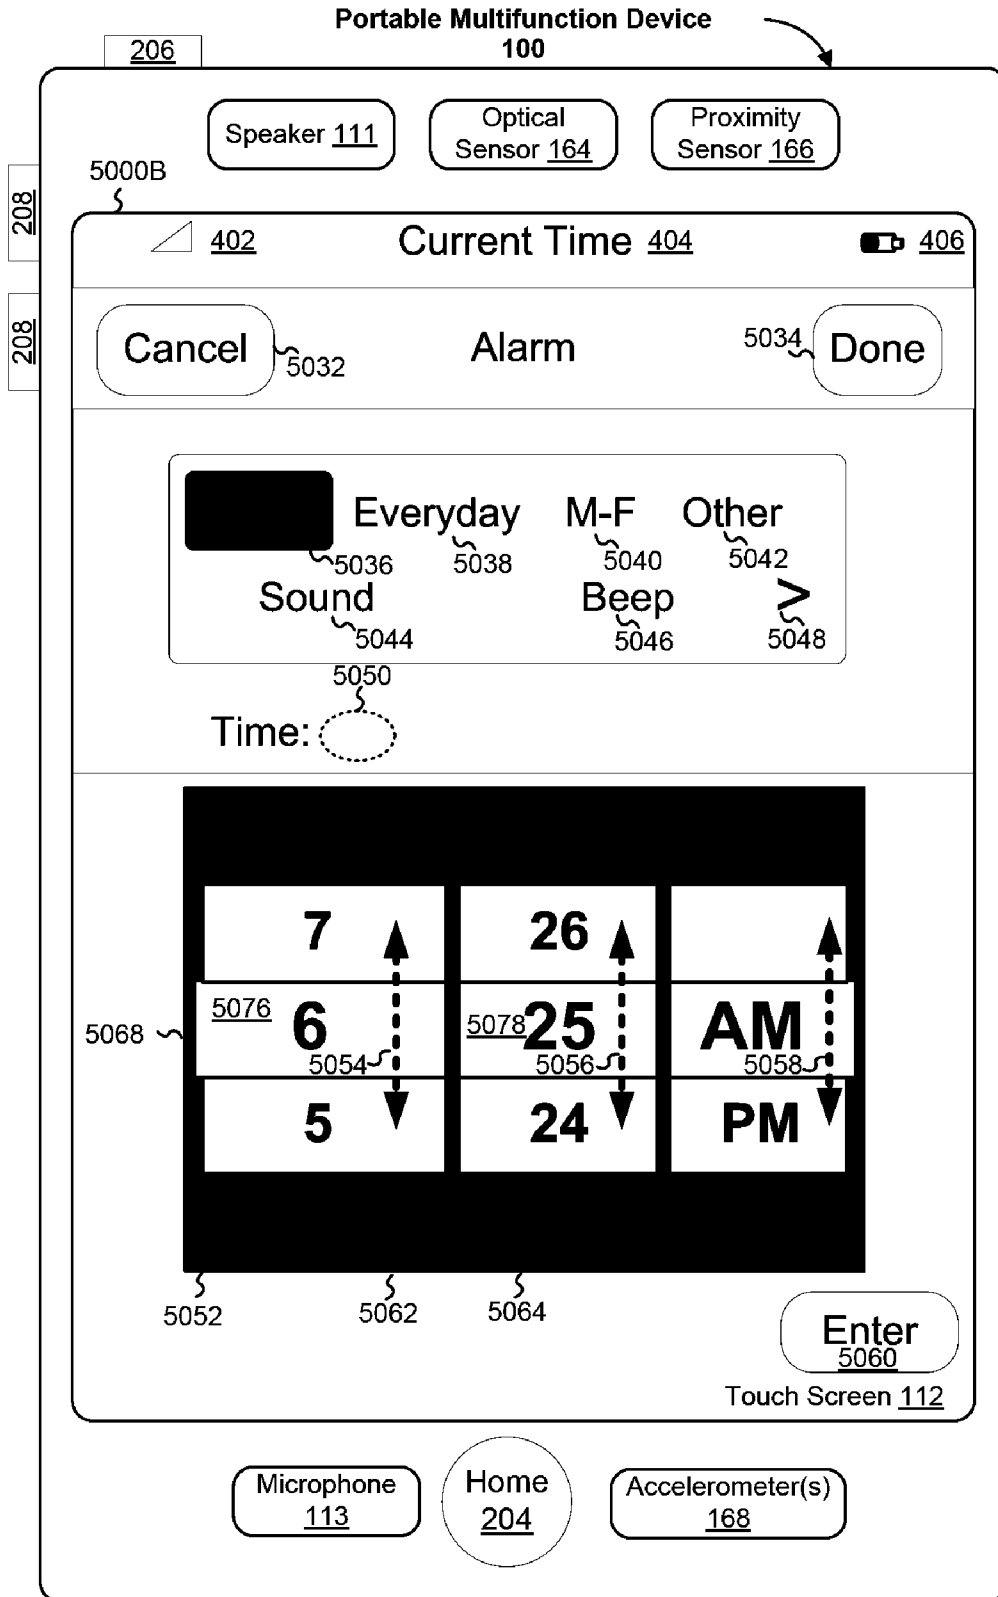 Portable Multifunction Device
100
206
Speaker 111
Optical
Sensor 164
Proximity
Sensor 166
5000B
208
208
402
Current Time 404
406
Cancel
5032
Alarm
5034
Done
5036
Everyday
5038
M-F
5040
Other
5042
Sound
5044
Beep
5046
>
5048
5050
Time:
7
26
5068
5076
6
5054
5078
25
5056
AM
5058
5
24
PM
5052
5062
5064
Enter
5060
Touch Screen 112
Microphone
113
Home
204
Accelerometer(s)
168